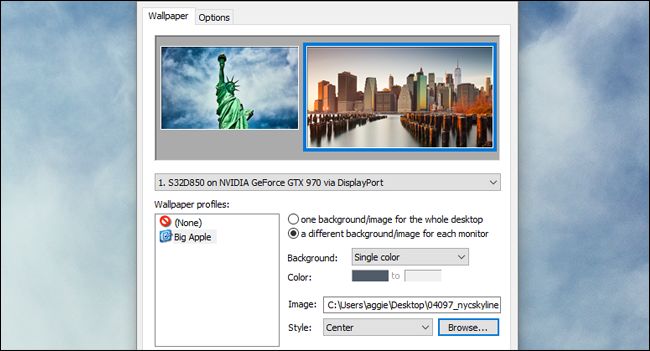 Wallpaper Options
1. S32D850 on NVIDIA GeForce GTX 970 via DisplayPort
Wallpaper profiles:
(None)
Big Apple
one background/image for the whole desktop
a different background/image for each monitor
Background: Single color
Color: to
Image: C:\Users\aggie\Desktop\04097_nycskyline
Style: Center Browse...